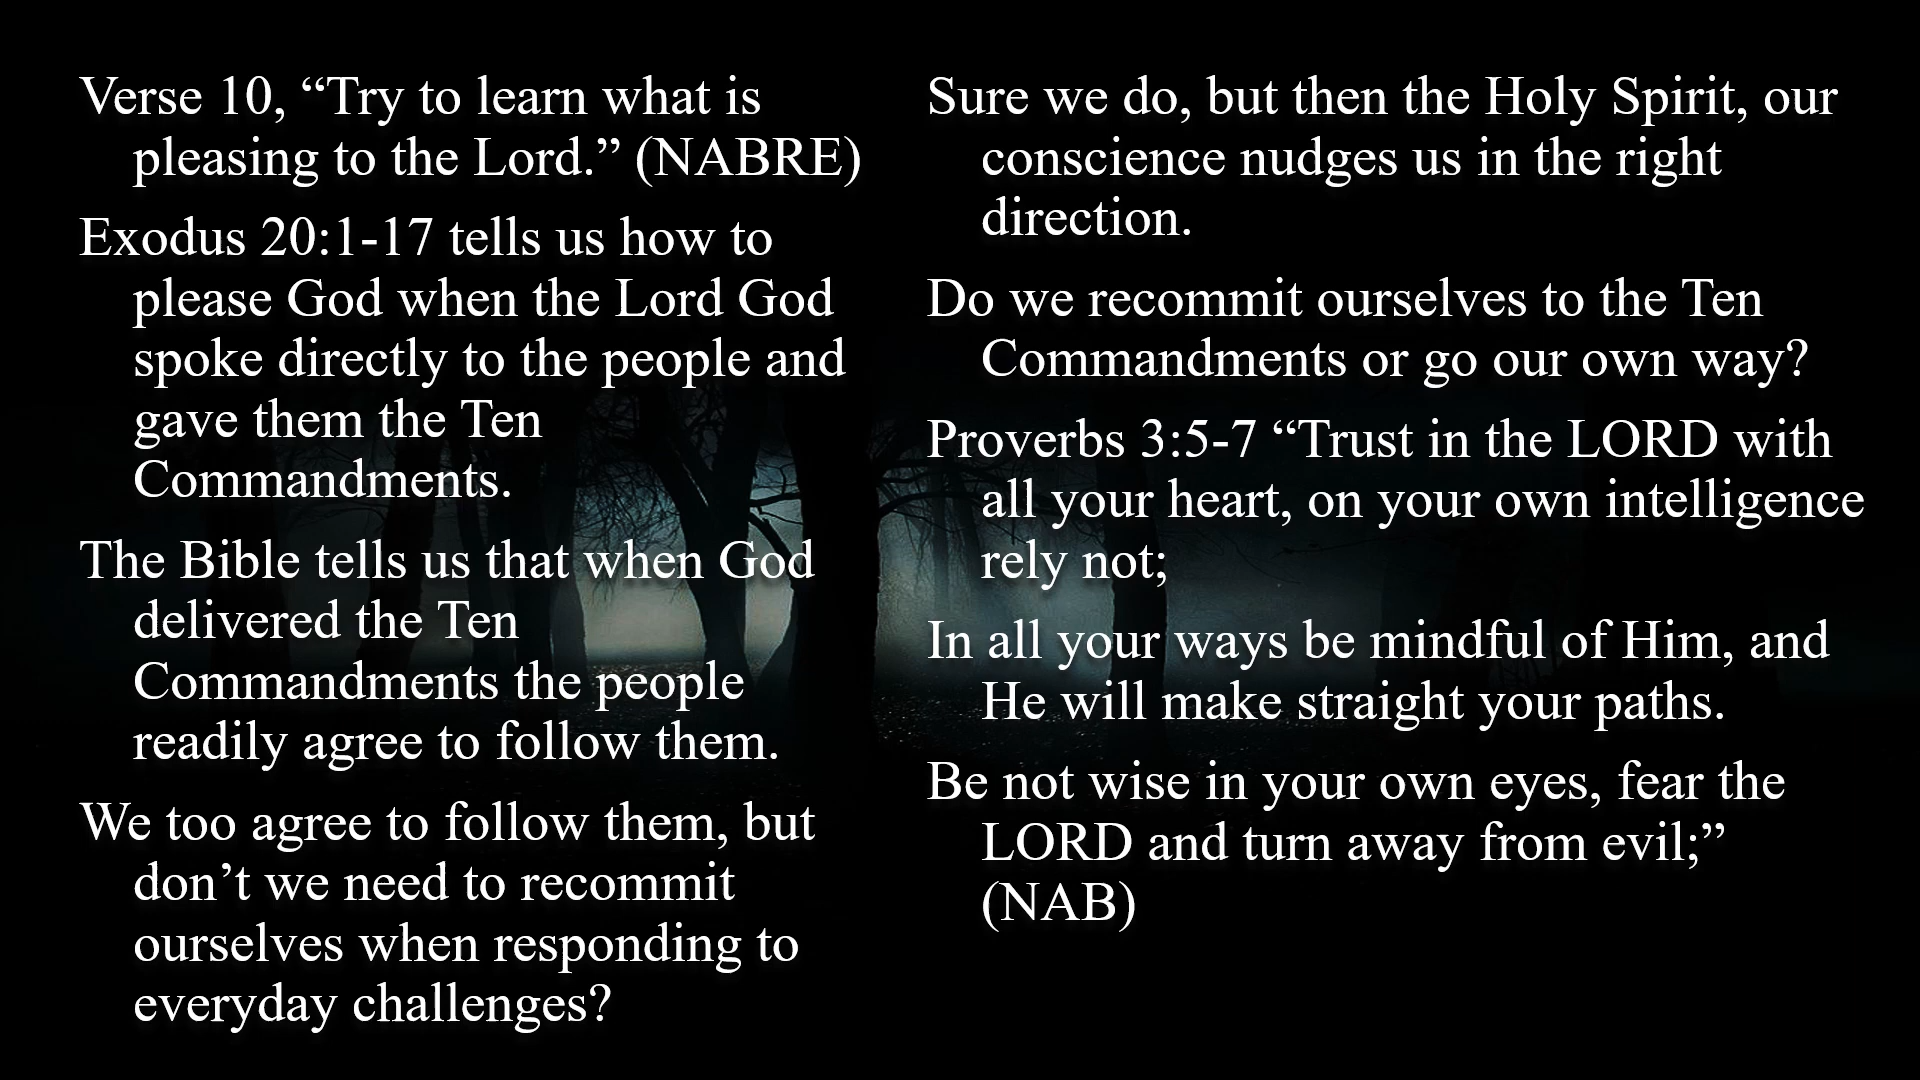 Verse 10, “Try to learn what is
pleasing to the Lord.” (NABRE)
Exodus 20:1-17 tells us how to
please God when the Lord God
spoke directly to the people and
gave them the Ten
Commandments.
The Bible tells us that when God
delivered the Ten
Commandments the people
readily agree to follow them.
We too agree to follow them, but
don’t we need to recommit
ourselves when responding to
everyday challenges?
Sure we do, but then the Holy Spirit, our
conscience nudges us in the right
direction.
Do we recommit ourselves to the Ten
Commandments or go our own way?
Proverbs 3:5-7 “Trust in the LORD with
all your heart, on your own intelligence
rely not;
In all your ways be mindful of Him, and
He will make straight your paths.
Be not wise in your own eyes, fear the
LORD and turn away from evil;”
(NAB)